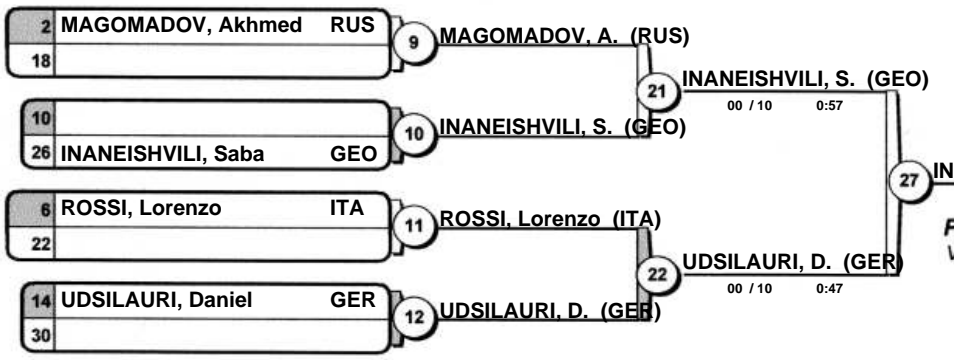 2 MAGOMADOV, Akhmed RUS
18
9 MAGOMADOV, A. (RUS)
10
26 INANEISHVILI, Saba GEO
10 INANEISHVILI, S. (GEO)
21 INANEISHVILI, S. (GEO)
00 / 10 0:57
6 ROSSI, Lorenzo ITA
22
11 ROSSI, Lorenzo (ITA)
14 UDSILAURI, Daniel GER
30
12 UDSILAURI, D. (GER)
22 UDSILAURI, D. (GER)
00 / 10 0:47
27 IN
F